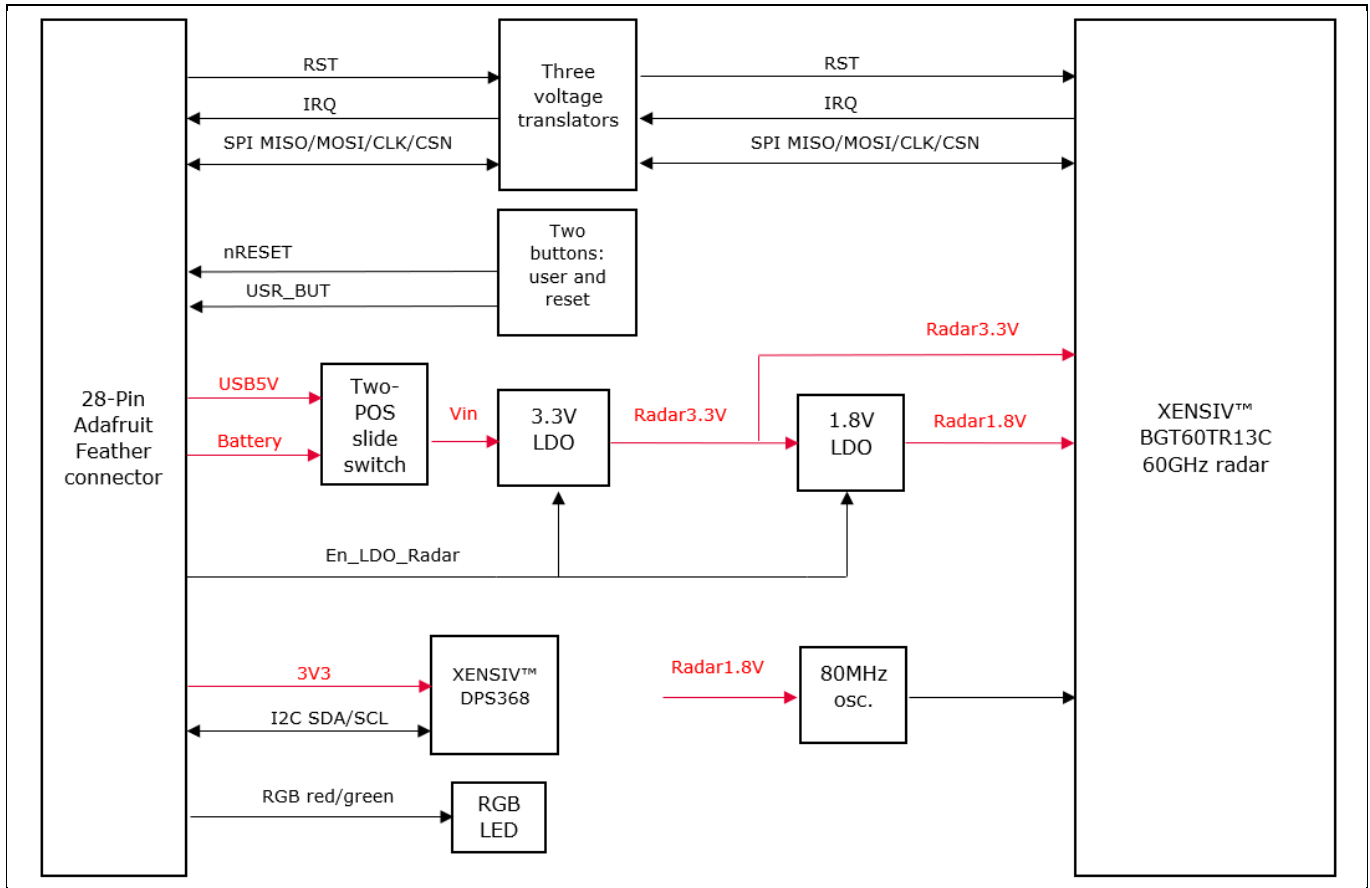 RST
IRQ
SPI MISO/MOSI/CLK/CSN
Three
voltage
translators
RST
IRQ
SPI MISO/MOSI/CLK/CSN
nRESET
USR_BUT
Two
buttons:
user and
reset
28-Pin
Adafruit
Feather
connector
USB5V
Battery
Two-
POS
slide
switch
Vin
3.3V
LDO
Radar3.3V
Radar3.3V
1.8V
LDO
Radar1.8V
XENSIV™
BGT60TR13C
60GHz radar
En_LDO_Radar
3V3
I2C SDA/SCL
XENSIV™
DPS368
Radar1.8V
80MHz
osc.
RGB red/green
RGB
LED